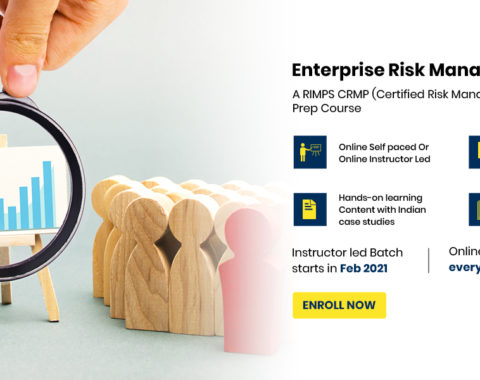 Enterprise Risk Mana
A RIMPS CRMP (Certified Risk Mana
Prep Course
Online Self paced Or
Online Instructor Led
Hands-on learning
Content with Indian
case studies
Instructor led Batch
starts in Feb 2021
Online
every
ENROLL NOW